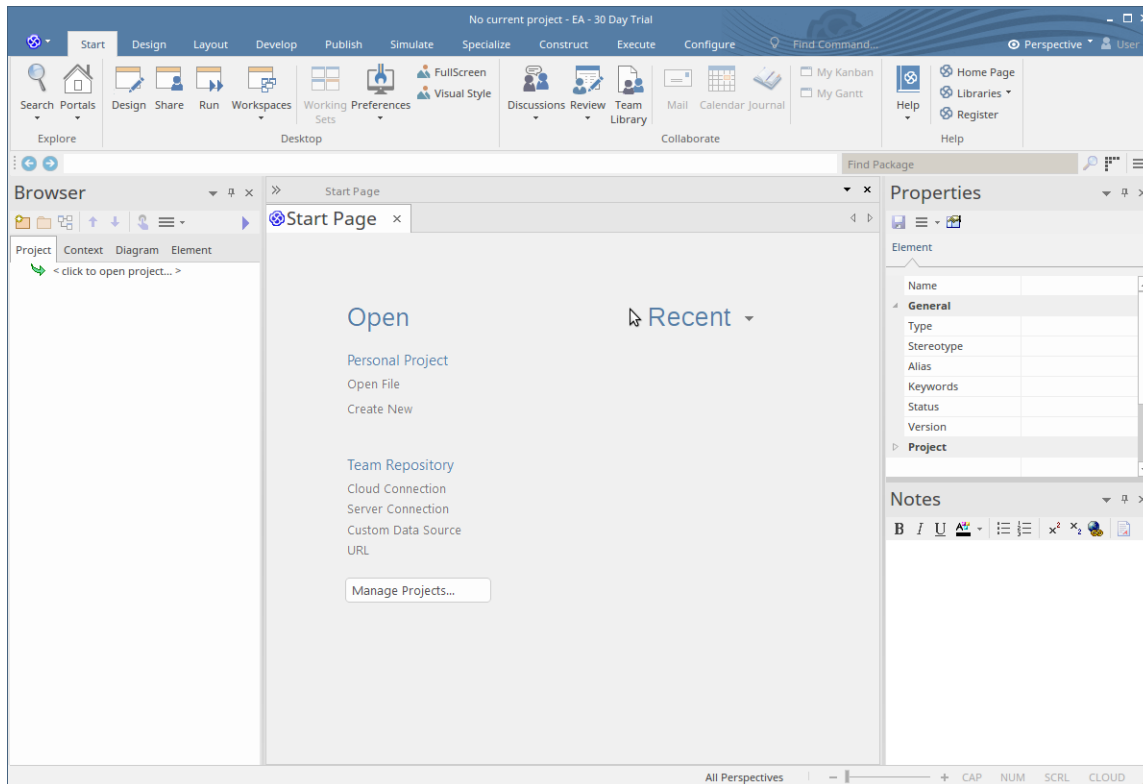 No current project - EA - 30 Day Trial
Start Design Layout Develop Publish Simulate Specialize Construct Execute Configure Find Command... Perspective User
Search Portals Design Share Run Workspaces Working Sets Preferences FullScreen Visual Style Discussions Review Team Library Mail Calendar Journal My Kanban My Gantt Help Home Page Libraries Register
Explore Desktop Collaborate Help
Find Package
Browser
Project Context Diagram Element
< click to open project... >
Start Page
Start Page
Open
Personal Project
Open File
Create New
Team Repository
Cloud Connection
Server Connection
Custom Data Source
URL
Manage Projects...
Recent
Properties
Element
Name
General
Type
Stereotype
Alias
Keywords
Status
Version
Project
Notes
B I U x² x₂
All Perspectives CAP NUM SCRL CLOUD